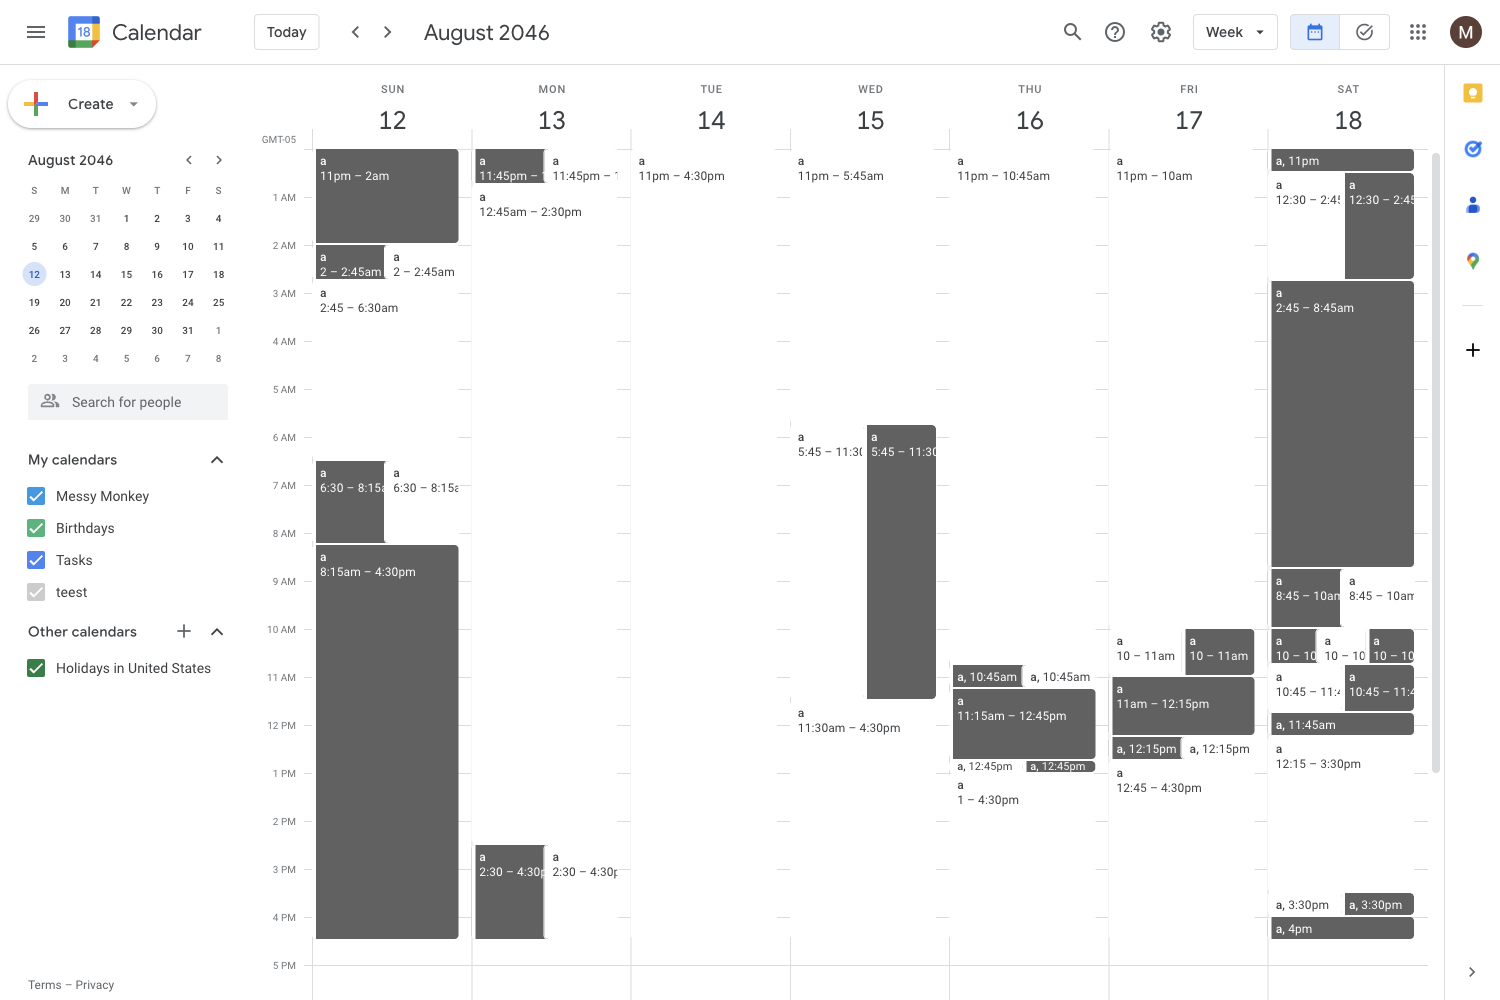 18 Calendar Today August 2046 Week M
Create
SUN MON TUE WED THU FRI SAT
12 13 14 15 16 17 18
GMT-05
August 2046
S M T W T F S
29 30 31 1 2 3 4
5 6 7 8 9 10 11
12 13 14 15 16 17 18
19 20 21 22 23 24 25
26 27 28 29 30 31 1
2 3 4 5 6 7 8
Search for people
My calendars
Messy Monkey
Birthdays
Tasks
teest
Other calendars
Holidays in United States
Terms – Privacy
1 AM
2 AM
3 AM
4 AM
5 AM
6 AM
7 AM
8 AM
9 AM
10 AM
11 AM
12 PM
1 PM
2 PM
3 PM
4 PM
5 PM
a
11pm – 2am
a
2 – 2:45am
a
2 – 2:45am
a
2:45 – 6:30am
a
6:30 – 8:15a
a
6:30 – 8:15a
a
8:15am – 4:30pm
a
11:45pm – 1
a
11:45pm – 1
a
12:45am – 2:30pm
a
2:30 – 4:30p
a
2:30 – 4:30p
a
11pm – 4:30pm
a
11pm – 5:45am
a
5:45 – 11:30
a
5:45 – 11:30
a
11:30am – 4:30pm
a
11pm – 10:45am
a, 10:45am
a, 10:45am
a
11:15am – 12:45pm
a, 12:45pm
a, 12:45pm
a
1 – 4:30pm
a
11pm – 10am
a
10 – 11am
a
10 – 11am
a
11am – 12:15pm
a, 12:15pm
a, 12:15pm
a
12:45 – 4:30pm
a, 11pm
a
12:30 – 2:45
a
12:30 – 2:45
a
2:45 – 8:45am
a
8:45 – 10am
a
8:45 – 10am
a
10 – 10
a
10 – 10
a
10 – 10
a
10:45 – 11:4
a
10:45 – 11:4
a, 11:45am
a
12:15 – 3:30pm
a, 3:30pm
a, 3:30pm
a, 4pm